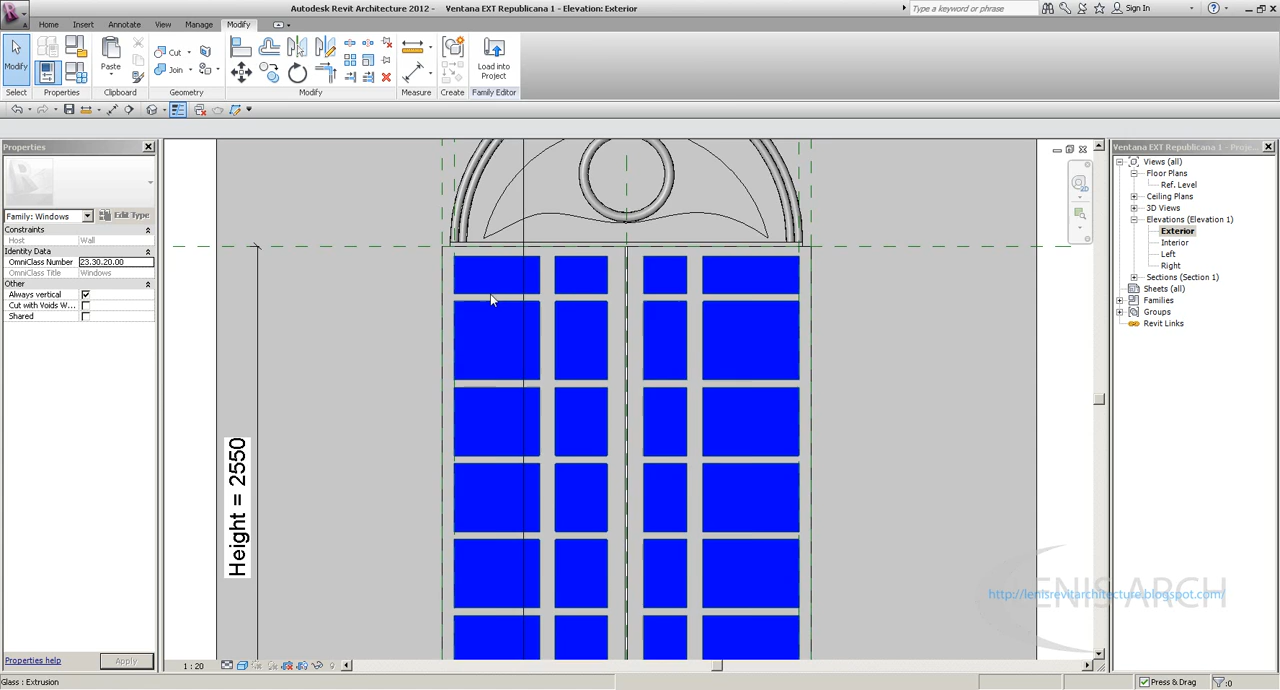 Autodesk Revit Architecture 2012 -    Ventana EXT Republicana 1 - Elevation: Exterior
Type a keyword or phrase
Sign In
Home Insert Annotate View Manage Modify
Modify
Paste
Cut
Join
Load into
Project
Select Properties Clipboard Geometry Modify Measure Create Family Editor
Properties
Family: Windows
Edit Type
Constraints
Host Wall
Identity Data
OmniClass Number 23.30.20.00
OmniClass Title Windows
Other
Always vertical
Cut with Voids W...
Shared
Properties help
Apply
Height = 2550
2D
Ventana EXT Republicana 1 - Proje...
Views (all)
Floor Plans
Ref. Level
Ceiling Plans
3D Views
Elevations (Elevation 1)
Exterior
Interior
Left
Right
Sections (Section 1)
Sheets (all)
Families
Groups
Revit Links
LENIS ARCH
http://lenisrevitarchitecture.blogspot.com/
1 : 20
Glass : Extrusion
Press & Drag
:0